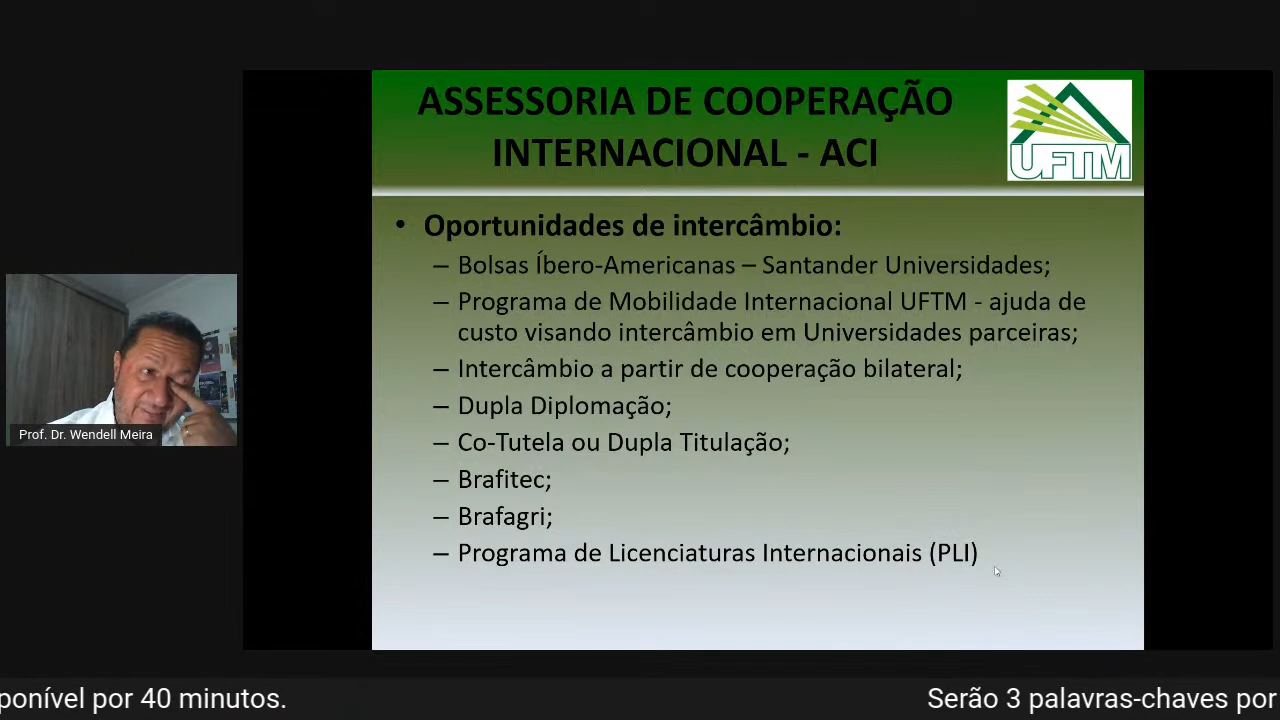 ASSESSORIA DE COOPERAÇÃO
INTERNACIONAL - ACI
UFTM
• Oportunidades de intercâmbio:
– Bolsas Íbero-Americanas – Santander Universidades;
– Programa de Mobilidade Internacional UFTM - ajuda de
custo visando intercâmbio em Universidades parceiras;
– Intercâmbio a partir de cooperação bilateral;
– Dupla Diplomação;
– Co-Tutela ou Dupla Titulação;
– Brafitec;
– Brafagri;
– Programa de Licenciaturas Internacionais (PLI)
Prof. Dr. Wendell Meira
ponível por 40 minutos.
Serão 3 palavras-chaves por